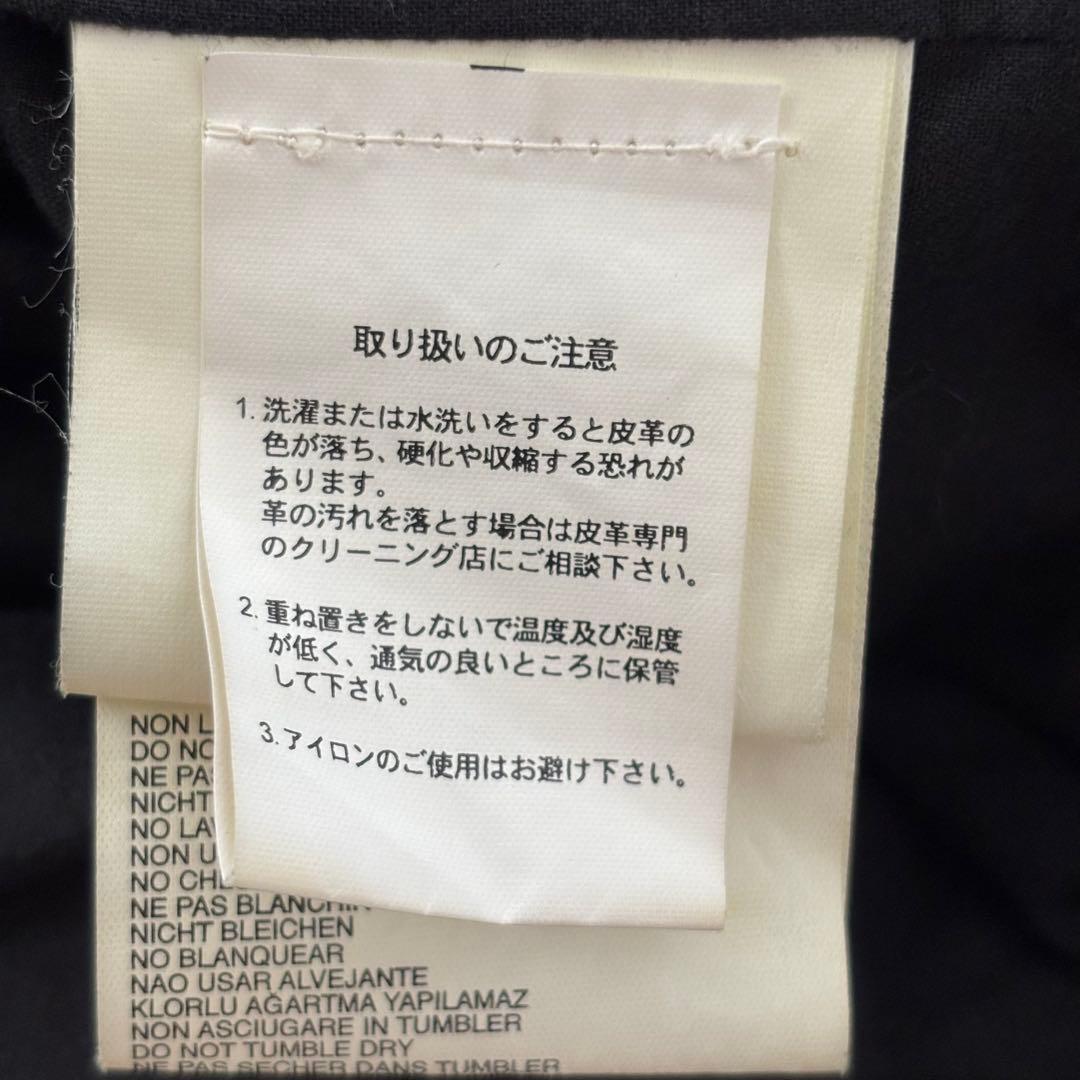 取り扱いのご注意
1. 洗濯または水洗いをすると皮革の
色が落ち、硬化や収縮する恐れが
あります。
革の汚れを落とす場合は皮革専門
のクリーニング店にご相談下さい。
2. 重ね置きをしないで温度及び湿度
が低く、通気の良いところに保管
して下さい。
3. アイロンのご使用はお避け下さい。
NON
DO
NE
NICHT
NO
NON
NO
NE PAS
NICHT BLEICHEN
NO BLANQUEAR
NAO USAR ALVEJANTE
KLORLU AĞARTMA YAPILAMAZ
NON ASCIUGARE IN TUMBLER
DO NOT TUMBLE DRY
NE PAS SECHER DANS TUMBLER